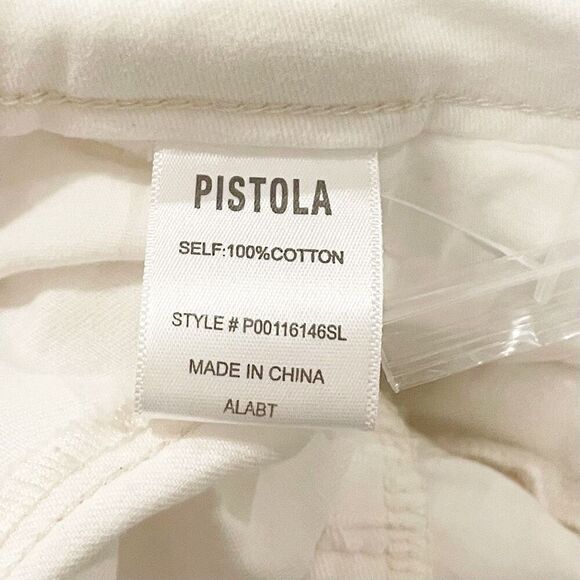 PISTOLA
SELF:100%COTTON
STYLE # P00116146SL
MADE IN CHINA
ALABT